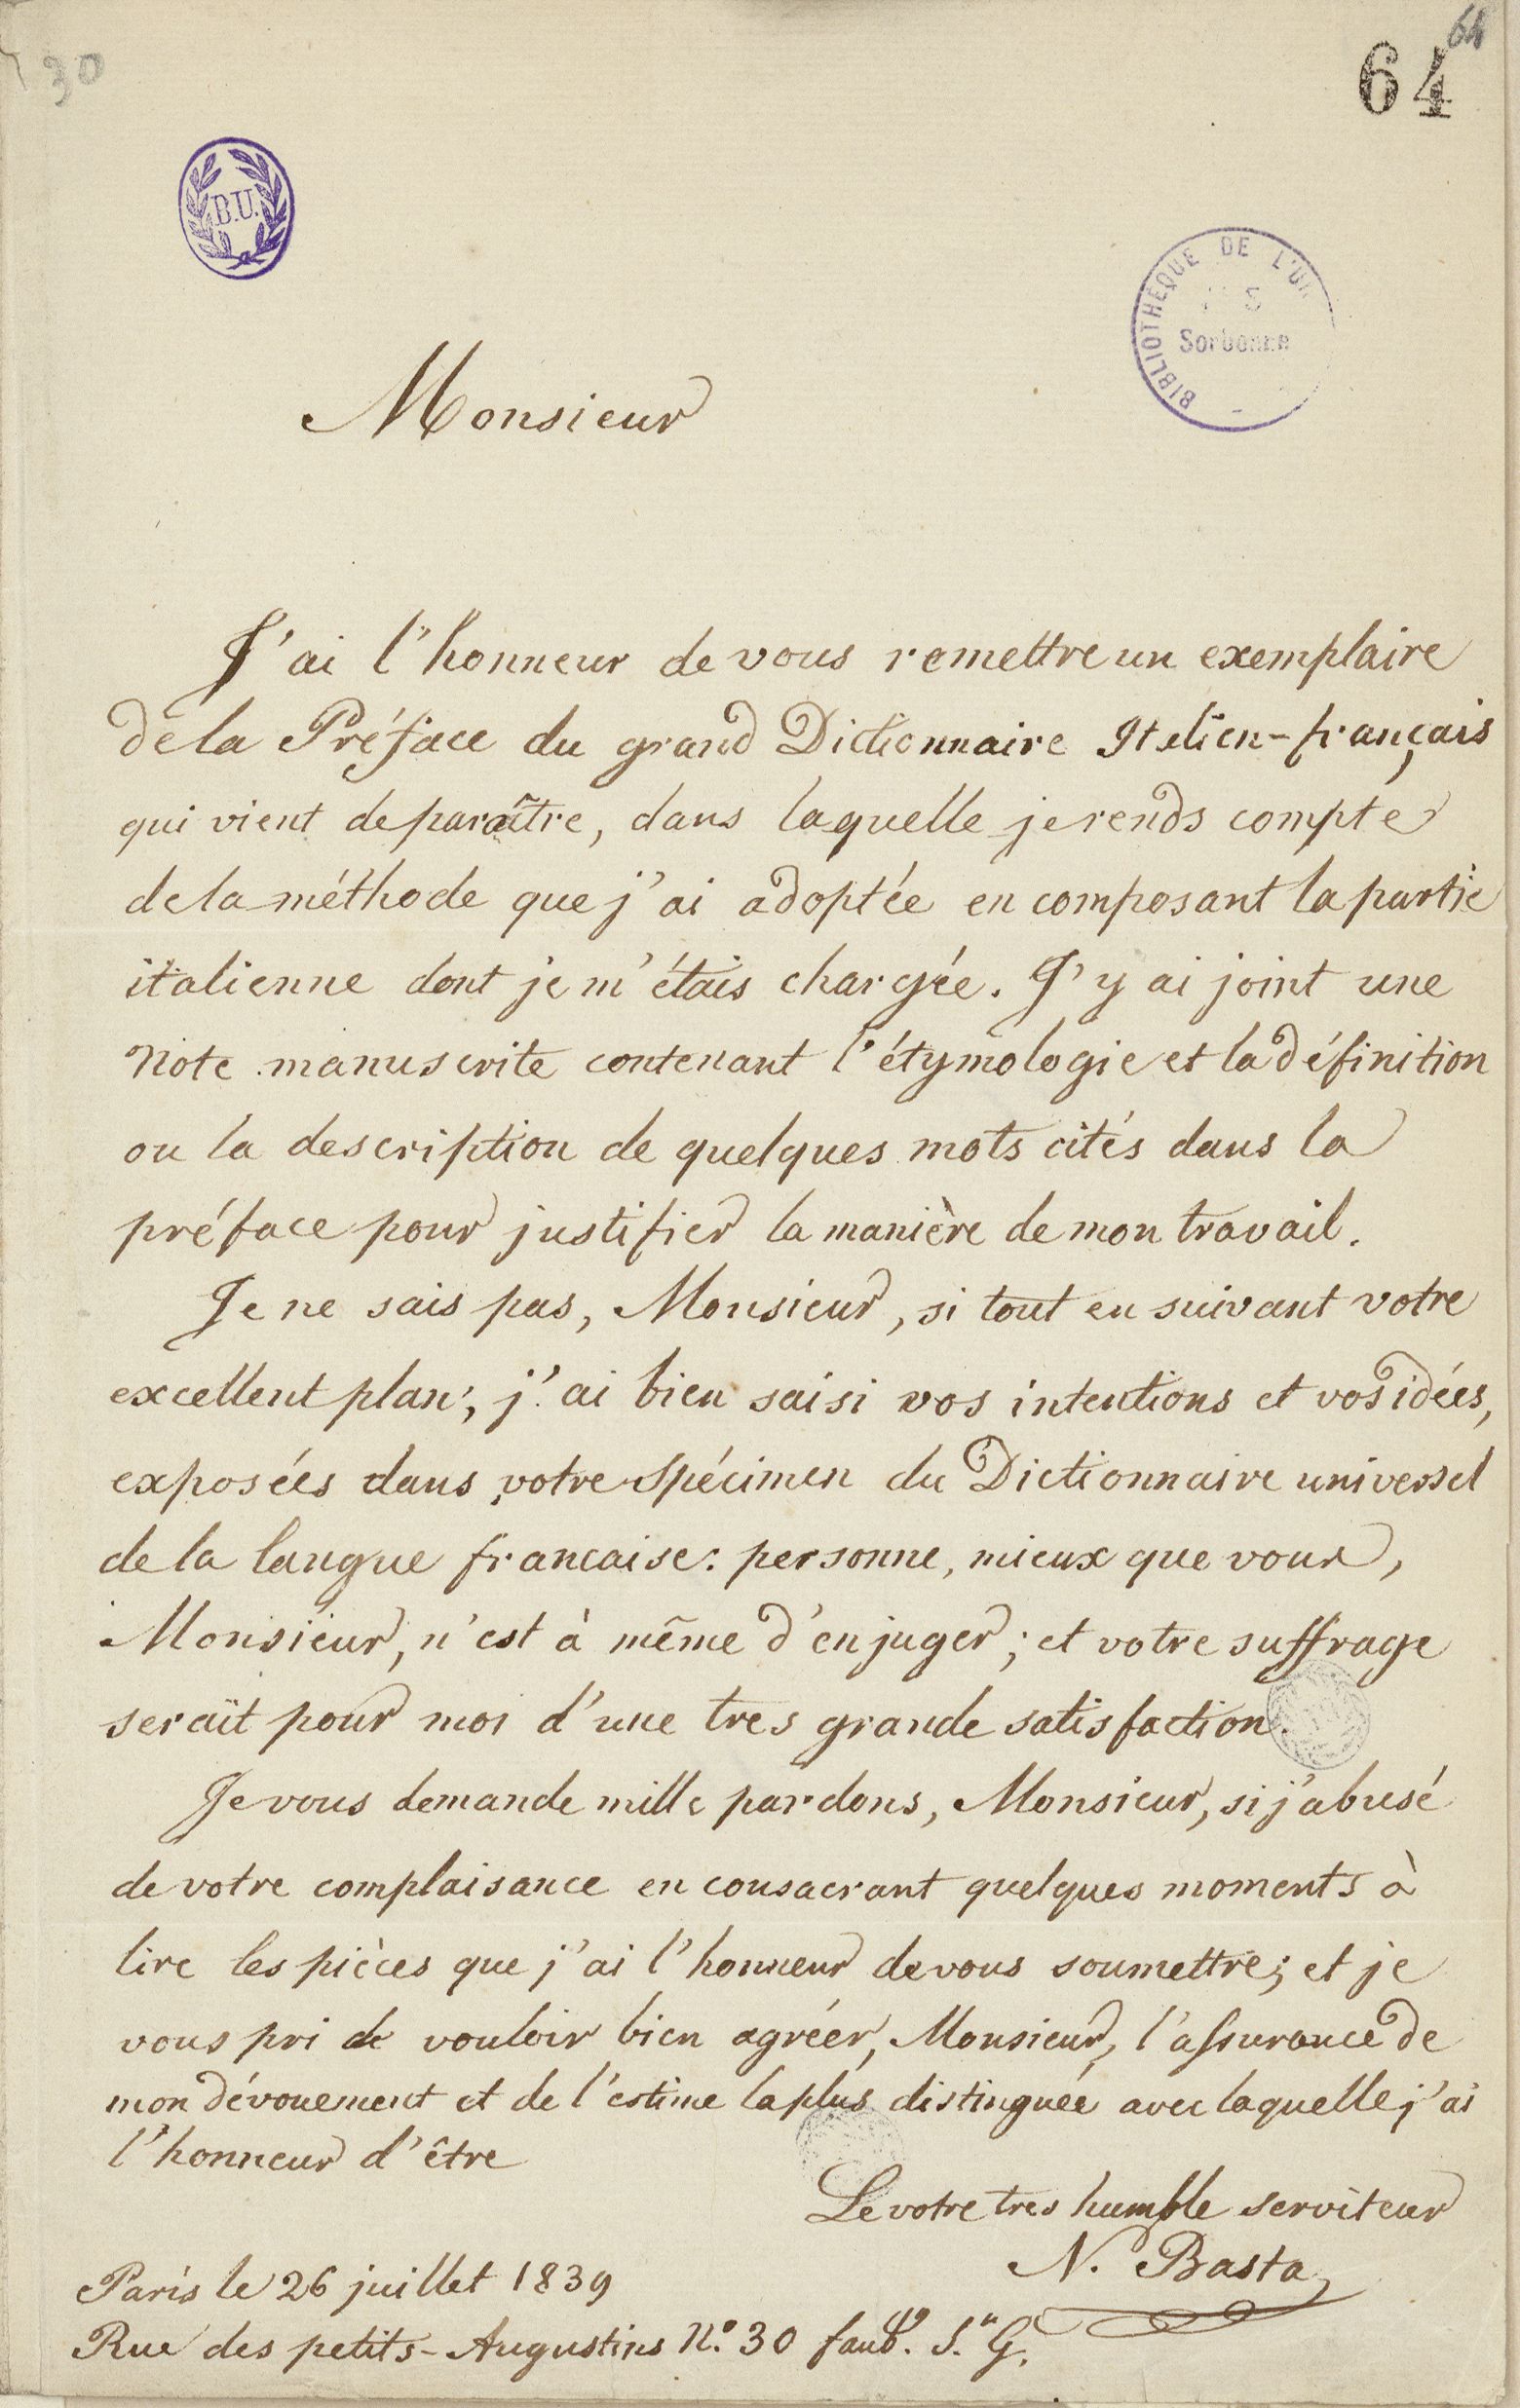 30
64
64
B.U.
BIBLIOTHÈQUE DE L'UN
5
Sorbonne
Monsieur
J'ai l'honneur de vous remettre un exemplaire
de la Préface du grand Dictionnaire Italien-français
qui vient de paraître, dans laquelle je rends compte
de la méthode que j'ai adoptée en composant la partie
italienne dont je m'étais chargée. J'y ai joint une
Note manuscrite contenant l'étymologie et la définition
ou la description de quelques mots cités dans la
préface pour justifier la manière de mon travail.
Je ne sais pas, Monsieur, si tout en suivant votre
excellent plan, j'ai bien saisi vos intentions et vos idées,
exposées dans votre Spécimen du Dictionnaire universel
de la langue francaise: personne, mieux que vous,
Monsieur, n'est à même d'en juger; et votre suffrage
serait pour moi d'une tres grande satisfaction.
Je vous demande mille pardons, Monsieur, si j'abusé
de votre complaisance en consacrant quelques moments à
lire les pièces que j'ai l'honneur de vous soumettre; et je
vous pri de vouloir bien agréer, Monsieur, l'assurance de
mon dévouement et de l'estime la plus distinguée avec laquelle j'ai
l'honneur d'être
Le votre tres humble serviteur
N. Basta
Paris le 26 juillet 1839
Rue des petits-Augustins N.º 30 faub. S.n G.